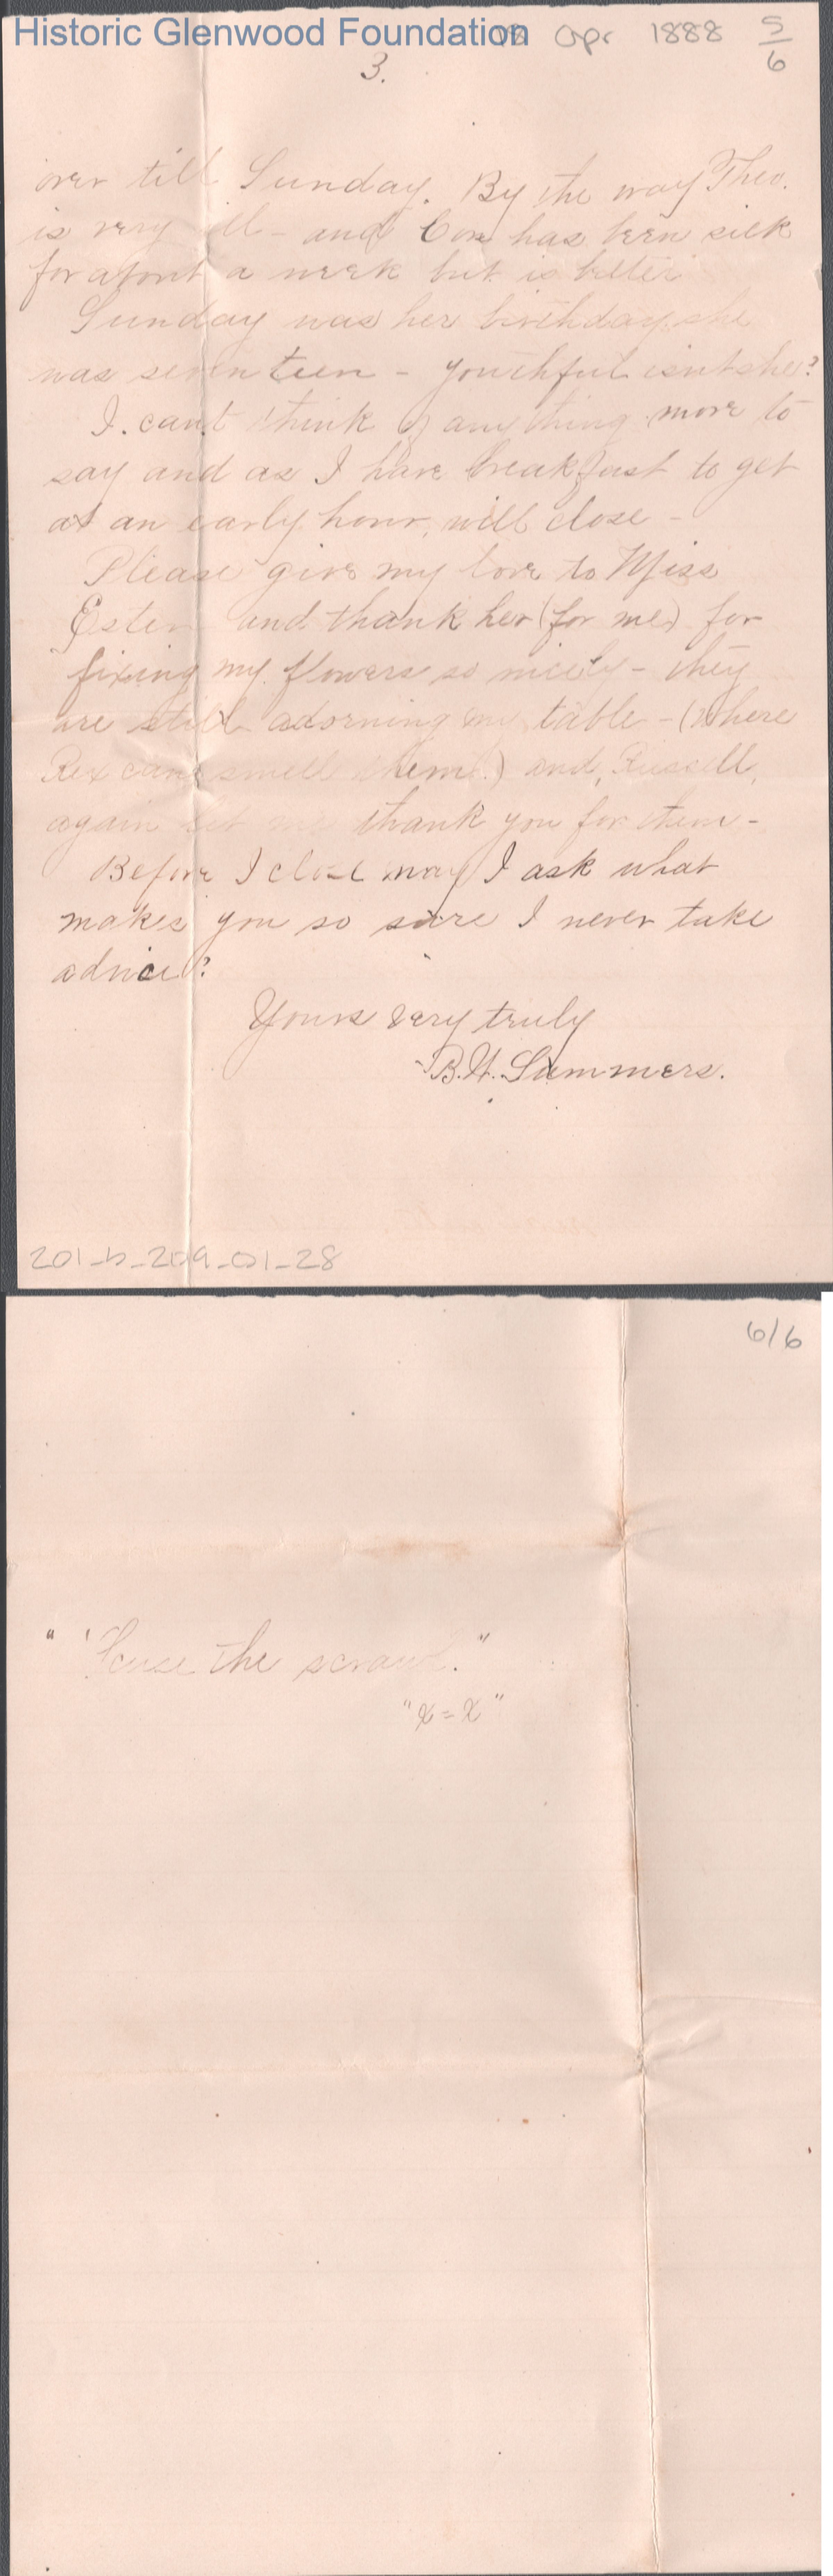 Historic Glenwood Foundation
18 Apr 1888 5/6
3.
over till Sunday. By the way Theo.
is very ill - and Con has been sick
for about a week but is better
Sunday was her birthday she
was seventeen - youthful isn't she?
I can't think of anything more to
say and as I have breakfast to get
at an early hour, will close -
Please give my love to Miss
Ester and thank her (for me) for
fixing my flowers so nicely - they
are still adorning my table - (where
Rex can smell them.) and, Russell,
again let me thank you for them -
Before I close may I ask what
makes you so sure I never take
advice?
Yours very truly
B.H. Summers.
201_b_209_01_28
6/6
" 'Scuse the scrawl."
"X=X"